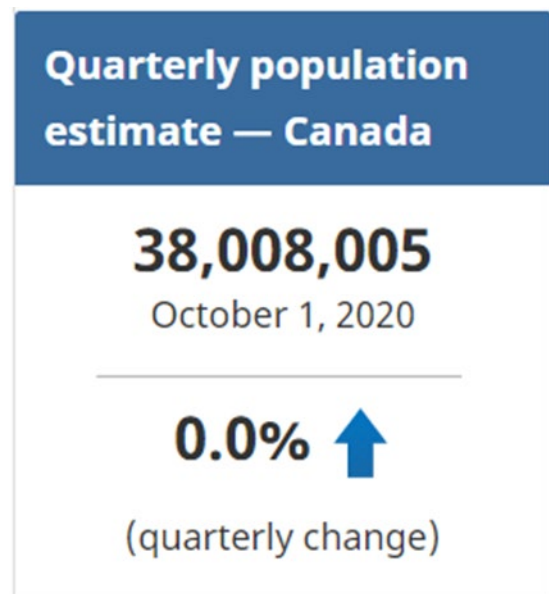 Quarterly population
estimate — Canada
38,008,005
October 1, 2020
0.0%
(quarterly change)